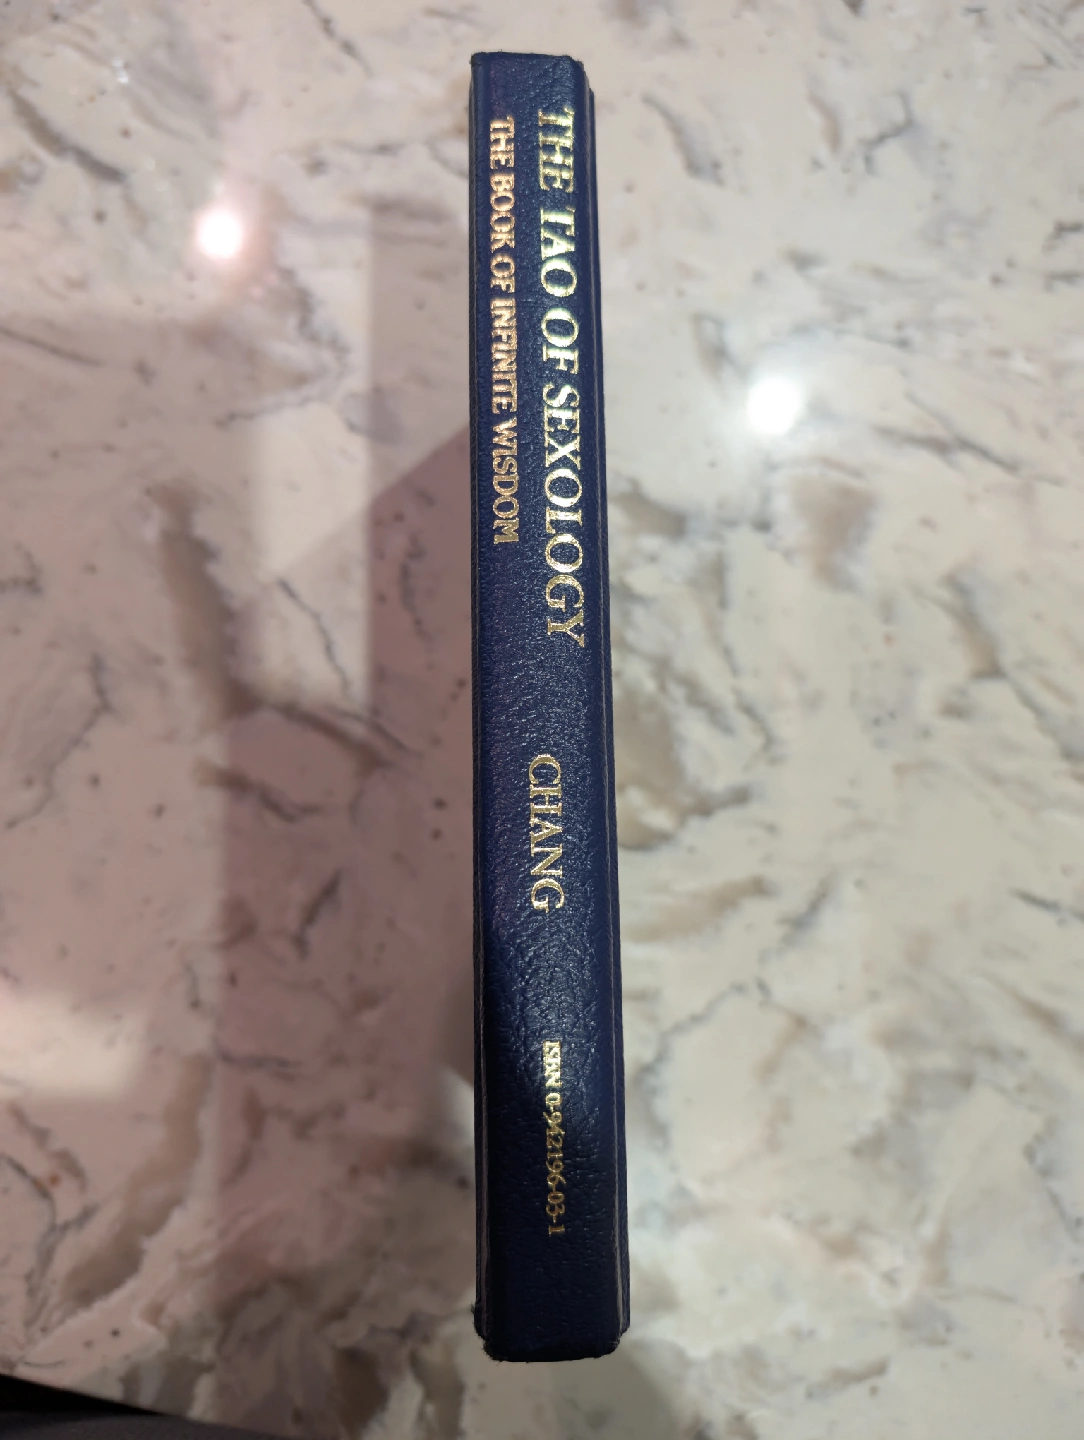 THE TAO OF SEXOLOGY
THE BOOK OF INFINITE WISDOM
CHANG
ISBN 0-942196-03-1